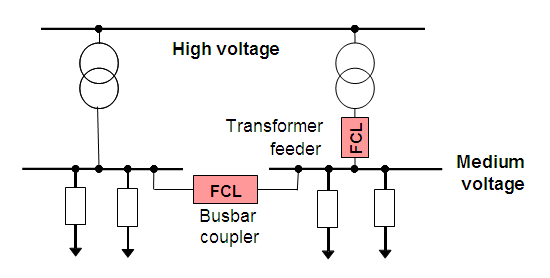 High voltage
Transformer
feeder
FCL
Medium
voltage
FCL
Busbar
coupler